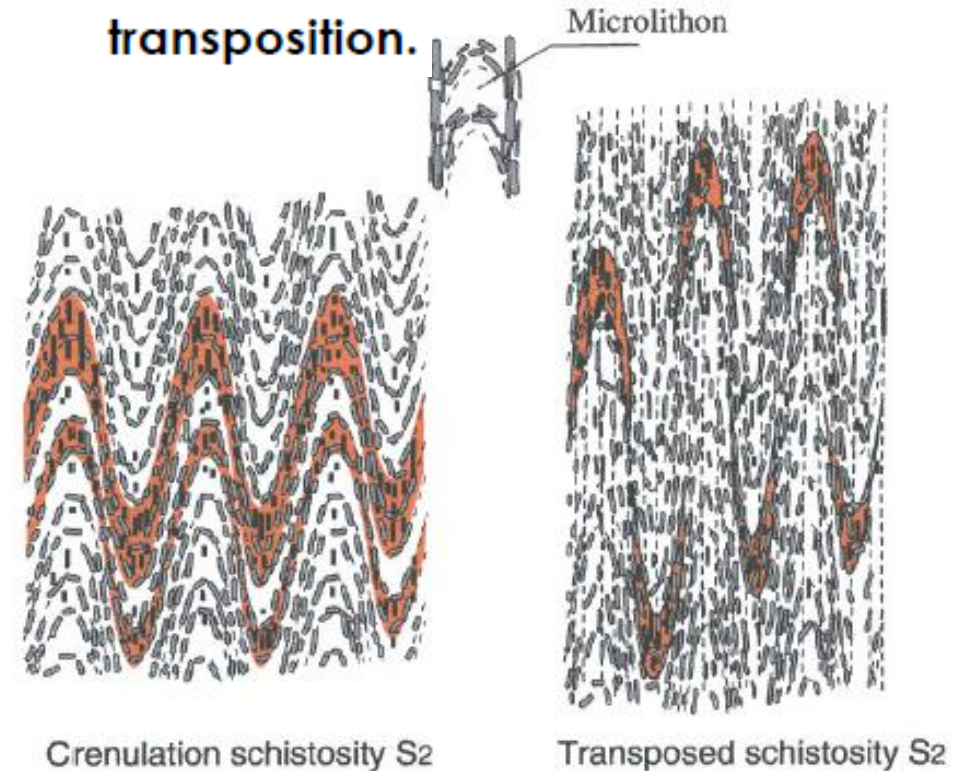 transposition.
Microlithon
Crenulation schistosity S2
Transposed schistosity S2